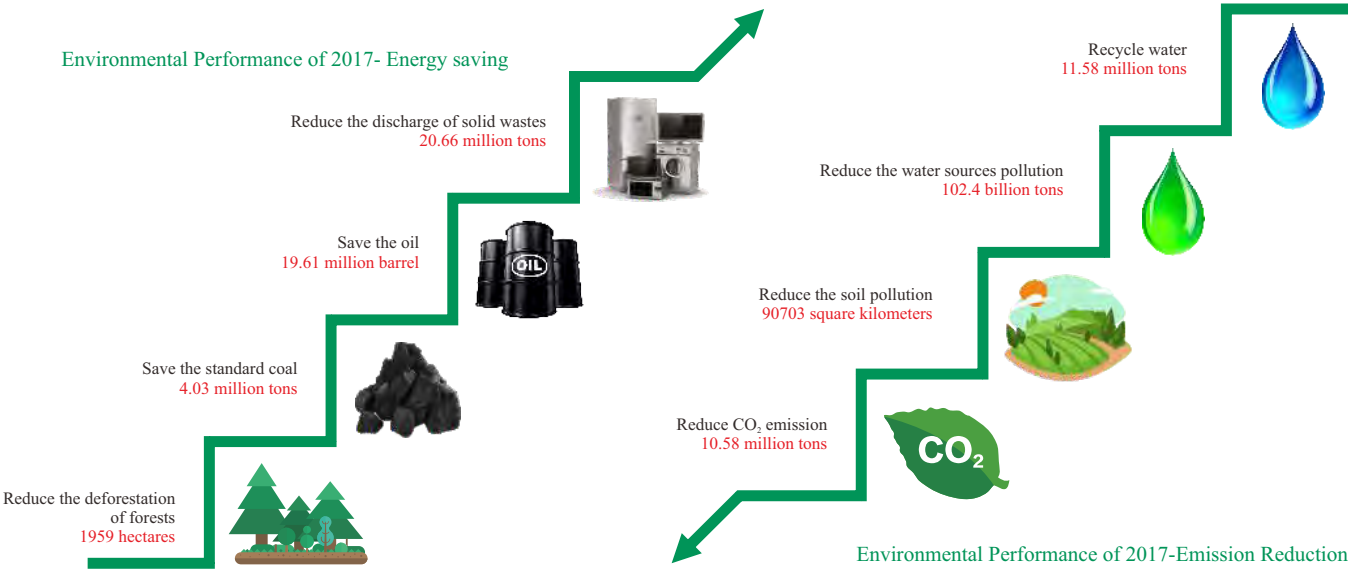 Environmental Performance of 2017- Energy saving
Reduce the discharge of solid wastes
20.66 million tons
Save the oil
19.61 million barrel
OIL
Save the standard coal
4.03 million tons
Reduce the deforestation
of forests
1959 hectares
Recycle water
11.58 million tons
Reduce the water sources pollution
102.4 billion tons
Reduce the soil pollution
90703 square kilometers
Reduce CO₂ emission
10.58 million tons
CO₂
Environmental Performance of 2017-Emission Reduction